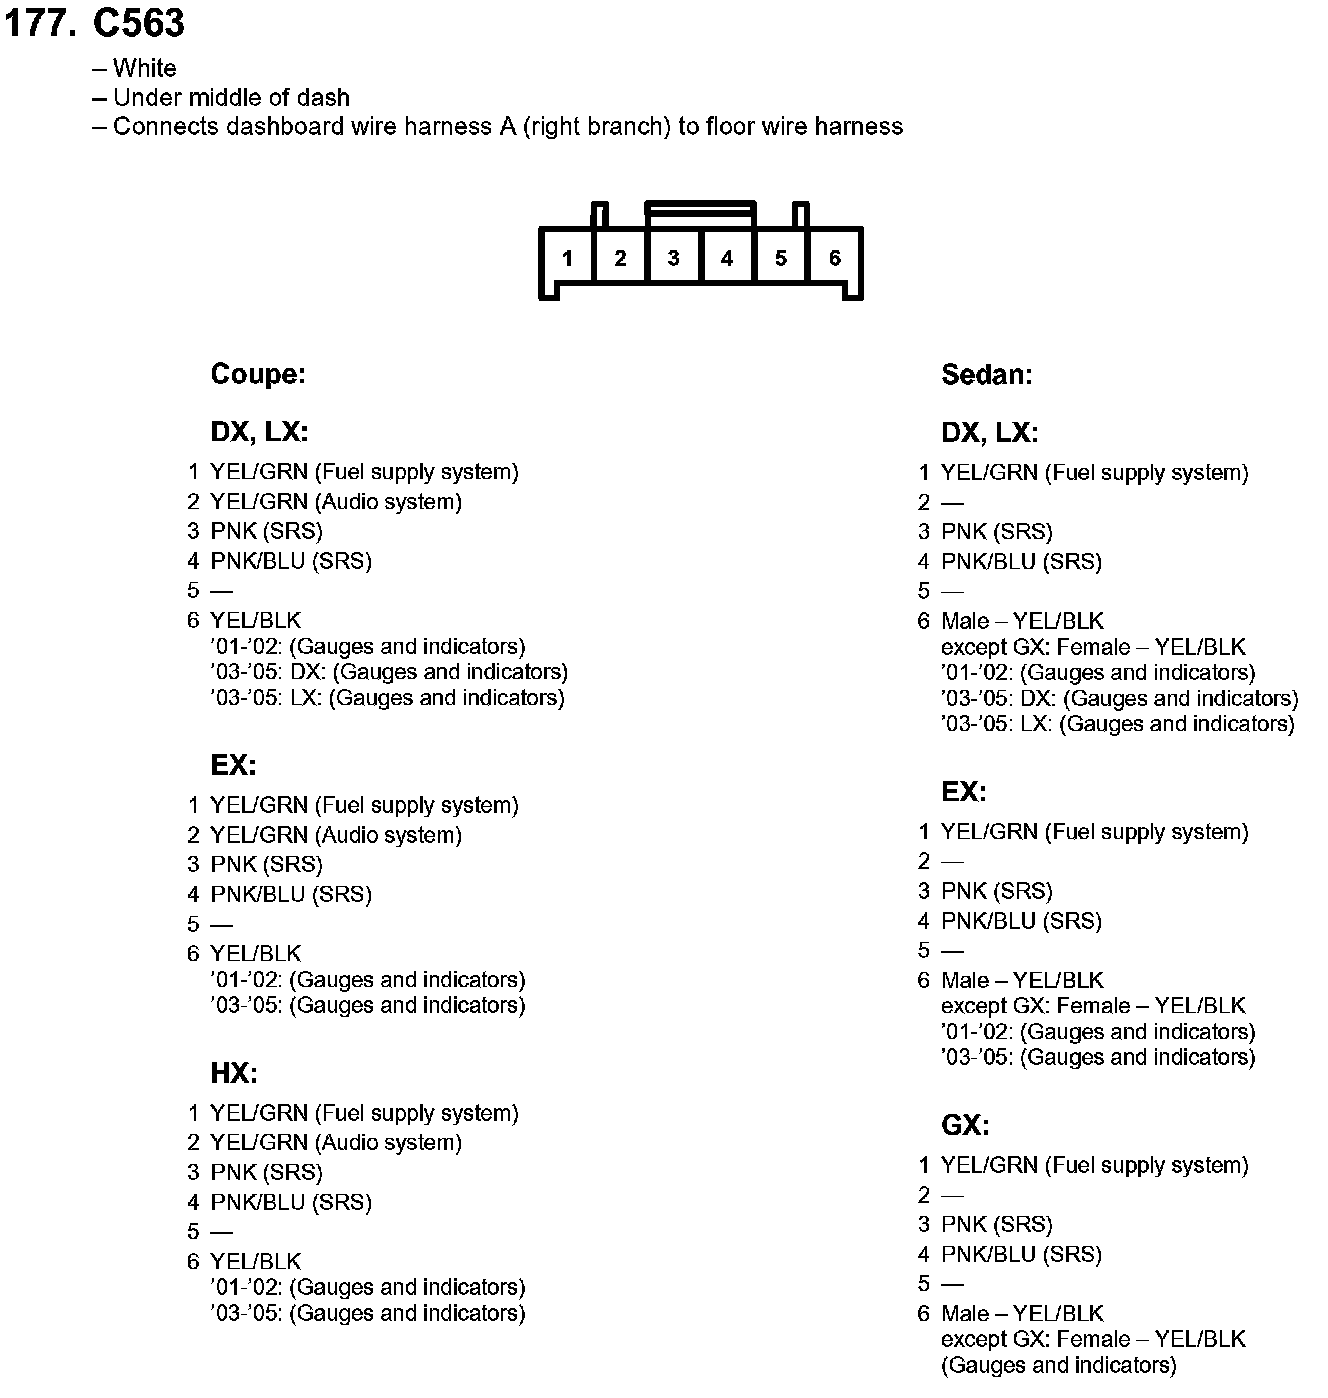 177. C563
– White
– Under middle of dash
– Connects dashboard wire harness A (right branch) to floor wire harness
1 2 3 4 5 6
Coupe:
DX, LX:
1 YEL/GRN (Fuel supply system)
2 YEL/GRN (Audio system)
3 PNK (SRS)
4 PNK/BLU (SRS)
5 —
6 YEL/BLK
’01-’02: (Gauges and indicators)
’03-’05: DX: (Gauges and indicators)
’03-’05: LX: (Gauges and indicators)
EX:
1 YEL/GRN (Fuel supply system)
2 YEL/GRN (Audio system)
3 PNK (SRS)
4 PNK/BLU (SRS)
5 —
6 YEL/BLK
’01-’02: (Gauges and indicators)
’03-’05: (Gauges and indicators)
HX:
1 YEL/GRN (Fuel supply system)
2 YEL/GRN (Audio system)
3 PNK (SRS)
4 PNK/BLU (SRS)
5 —
6 YEL/BLK
’01-’02: (Gauges and indicators)
’03-’05: (Gauges and indicators)
Sedan:
DX, LX:
1 YEL/GRN (Fuel supply system)
2 —
3 PNK (SRS)
4 PNK/BLU (SRS)
5 —
6 Male – YEL/BLK
except GX: Female – YEL/BLK
’01-’02: (Gauges and indicators)
’03-’05: DX: (Gauges and indicators)
’03-’05: LX: (Gauges and indicators)
EX:
1 YEL/GRN (Fuel supply system)
2 —
3 PNK (SRS)
4 PNK/BLU (SRS)
5 —
6 Male – YEL/BLK
except GX: Female – YEL/BLK
’01-’02: (Gauges and indicators)
’03-’05: (Gauges and indicators)
GX:
1 YEL/GRN (Fuel supply system)
2 —
3 PNK (SRS)
4 PNK/BLU (SRS)
5 —
6 Male – YEL/BLK
except GX: Female – YEL/BLK
(Gauges and indicators)